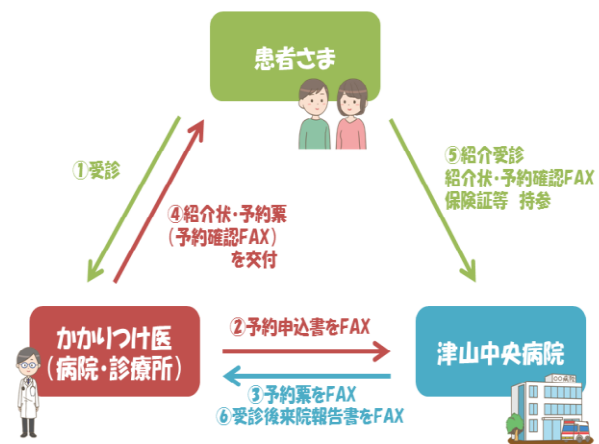 患者さま
①受診
④紹介状・予約票
(予約確認FAX)
を交付
⑤紹介受診
紹介状・予約確認FAX
保険証等 持参
かかりつけ医
(病院・診療所)
②予約申込書をFAX
③予約票をFAX
⑥受診後来院報告書をFAX
津山中央病院
〇〇病院